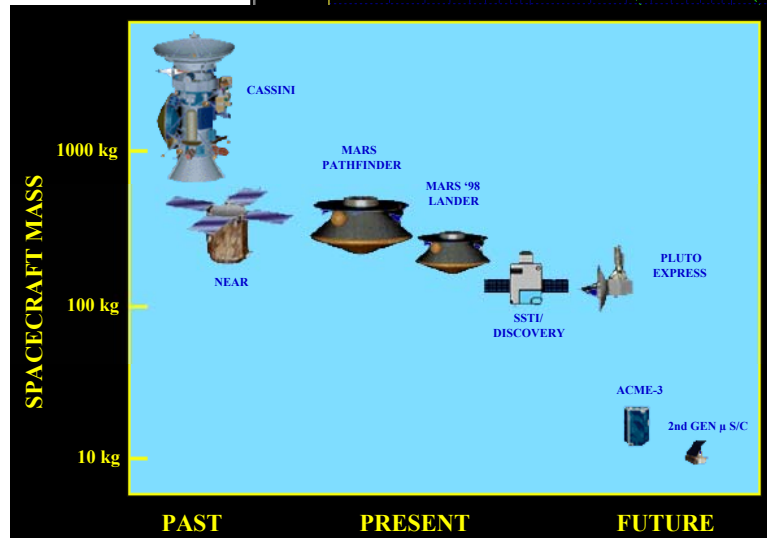 CASSINI
1000 kg
MARS
PATHFINDER
MARS ‘98
LANDER
NEAR
PLUTO
EXPRESS
100 kg
SSTI/
DISCOVERY
SPACECRAFT MASS
ACME-3
2nd GEN µ S/C
10 kg
PAST
PRESENT
FUTURE